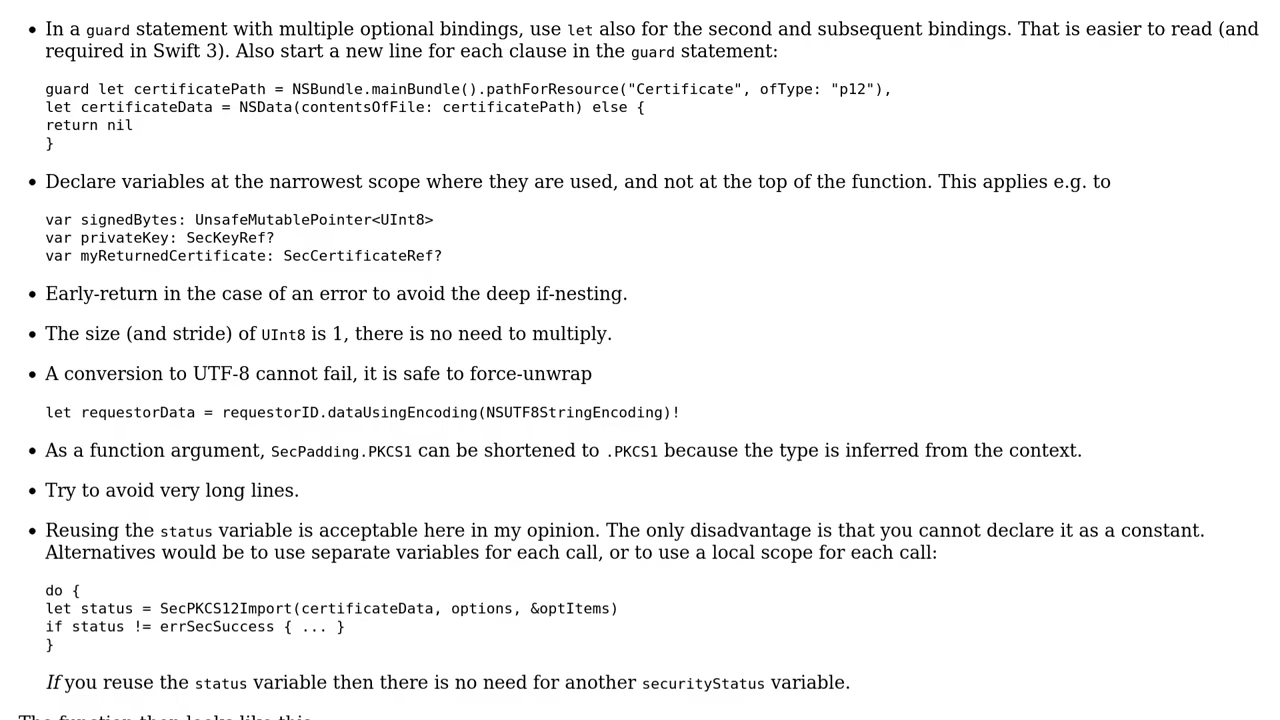 In a guard statement with multiple optional bindings, use let also for the second and subsequent bindings. That is easier to read (and
required in Swift 3). Also start a new line for each clause in the guard statement:
guard let certificatePath = NSBundle.mainBundle().pathForResource("Certificate", ofType: "p12"),
let certificateData = NSData(contentsOfFile: certificatePath) else {
return nil
}
Declare variables at the narrowest scope where they are used, and not at the top of the function. This applies e.g. to
var signedBytes: UnsafeMutablePointer<UInt8>
var privateKey: SecKeyRef?
var myReturnedCertificate: SecCertificateRef?
Early-return in the case of an error to avoid the deep if-nesting.
The size (and stride) of UInt8 is 1, there is no need to multiply.
A conversion to UTF-8 cannot fail, it is safe to force-unwrap
let requestorData = requestorID.dataUsingEncoding(NSUTF8StringEncoding)!
As a function argument, SecPadding.PKCS1 can be shortened to .PKCS1 because the type is inferred from the context.
Try to avoid very long lines.
Reusing the status variable is acceptable here in my opinion. The only disadvantage is that you cannot declare it as a constant.
Alternatives would be to use separate variables for each call, or to use a local scope for each call:
do {
let status = SecPKCS12Import(certificateData, options, &optItems)
if status != errSecSuccess { ... }
}
If you reuse the status variable then there is no need for another securityStatus variable.
The function then looks like this